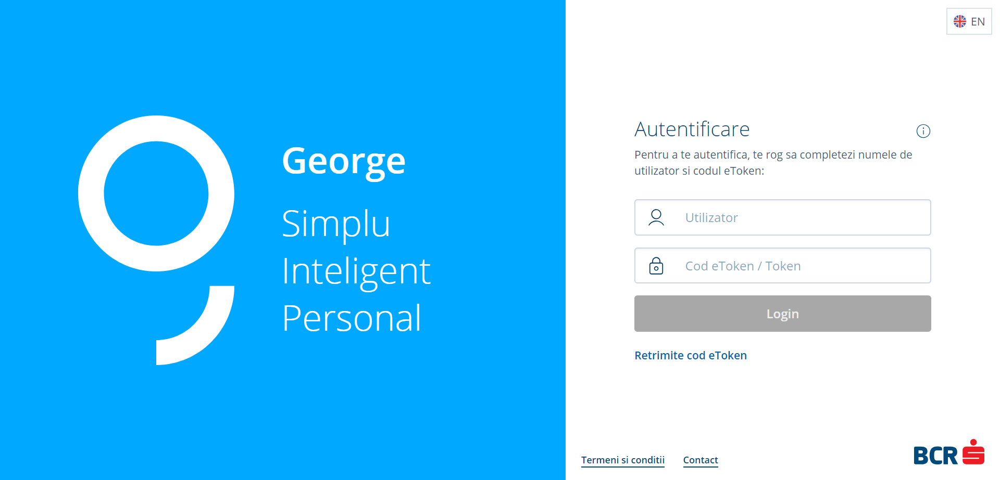 George
Simplu
Inteligent
Personal
EN
Autentificare
Pentru a te autentifica, te rog sa completezi numele de
utilizator si codul eToken:
Utilizator
Cod eToken / Token
Login
Retrimite cod eToken
Termeni si conditii
Contact
BCR